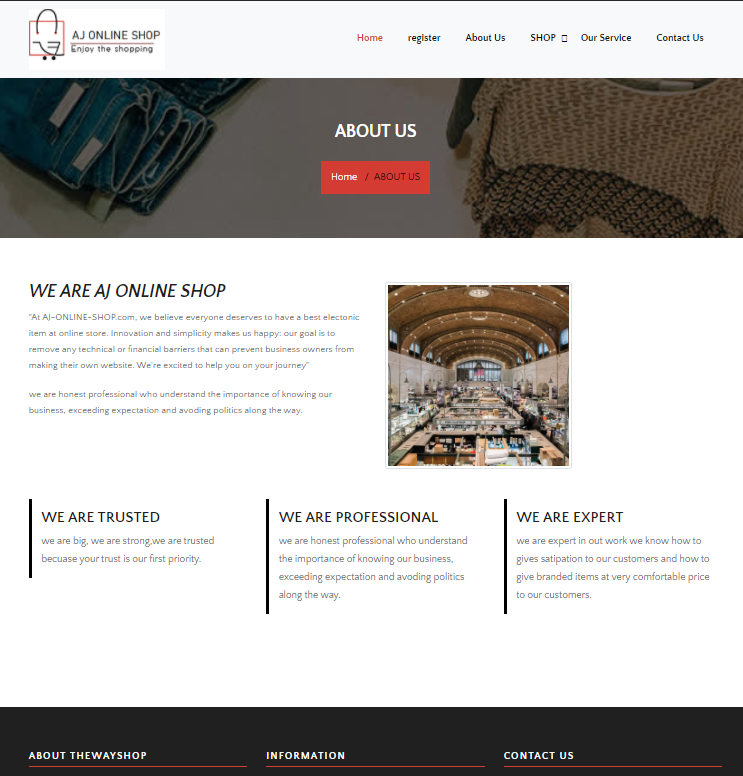 AJ ONLINE SHOP
Enjoy the shopping
Home register About Us SHOP Our Service Contact Us
ABOUT US
Home / ABOUT US
WE ARE AJ ONLINE SHOP
"At AJ-ONLINE-SHOP.com, we believe everyone deserves to have a best electonic
item at online store. Innovation and simplicity makes us happy: our goal is to
remove any technical or financial barriers that can prevent business owners from
making their own website. We're excited to help you on your journey"
we are honest professional who understand the importance of knowing our
business, exceeding expectation and avoding politics along the way.
WE ARE TRUSTED
we are big, we are strong,we are trusted
becuase your trust is our first priority.
WE ARE PROFESSIONAL
we are honest professional who understand
the importance of knowing our business,
exceeding expectation and avoding politics
along the way.
WE ARE EXPERT
we are expert in out work we know how to
gives satipation to our customers and how to
give branded items at very comfortable price
to our customers.
ABOUT THEWAYSHOP
INFORMATION
CONTACT US